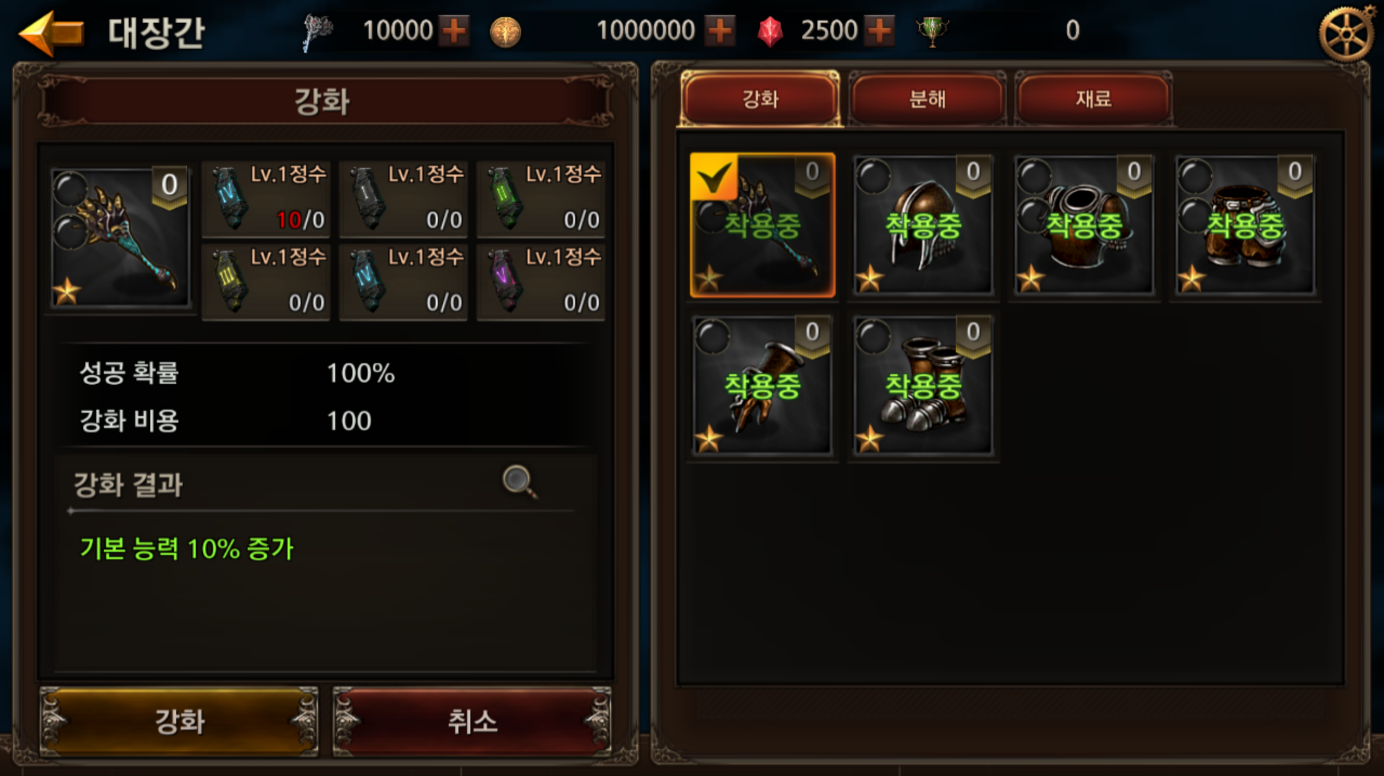 대장간 10000 1000000 2500 0
강화
0
Lv.1정수 Lv.1정수 Lv.1정수
10/0 0/0 0/0
Lv.1정수 Lv.1정수 Lv.1정수
0/0 0/0 0/0
IV I II
III IV V
성공 확률 100%
강화 비용 100
강화 결과
기본 능력 10% 증가
강화 취소
강화 분해 재료
0 0 0 0
착용중 착용중 착용중 착용중
0 0
착용중 착용중